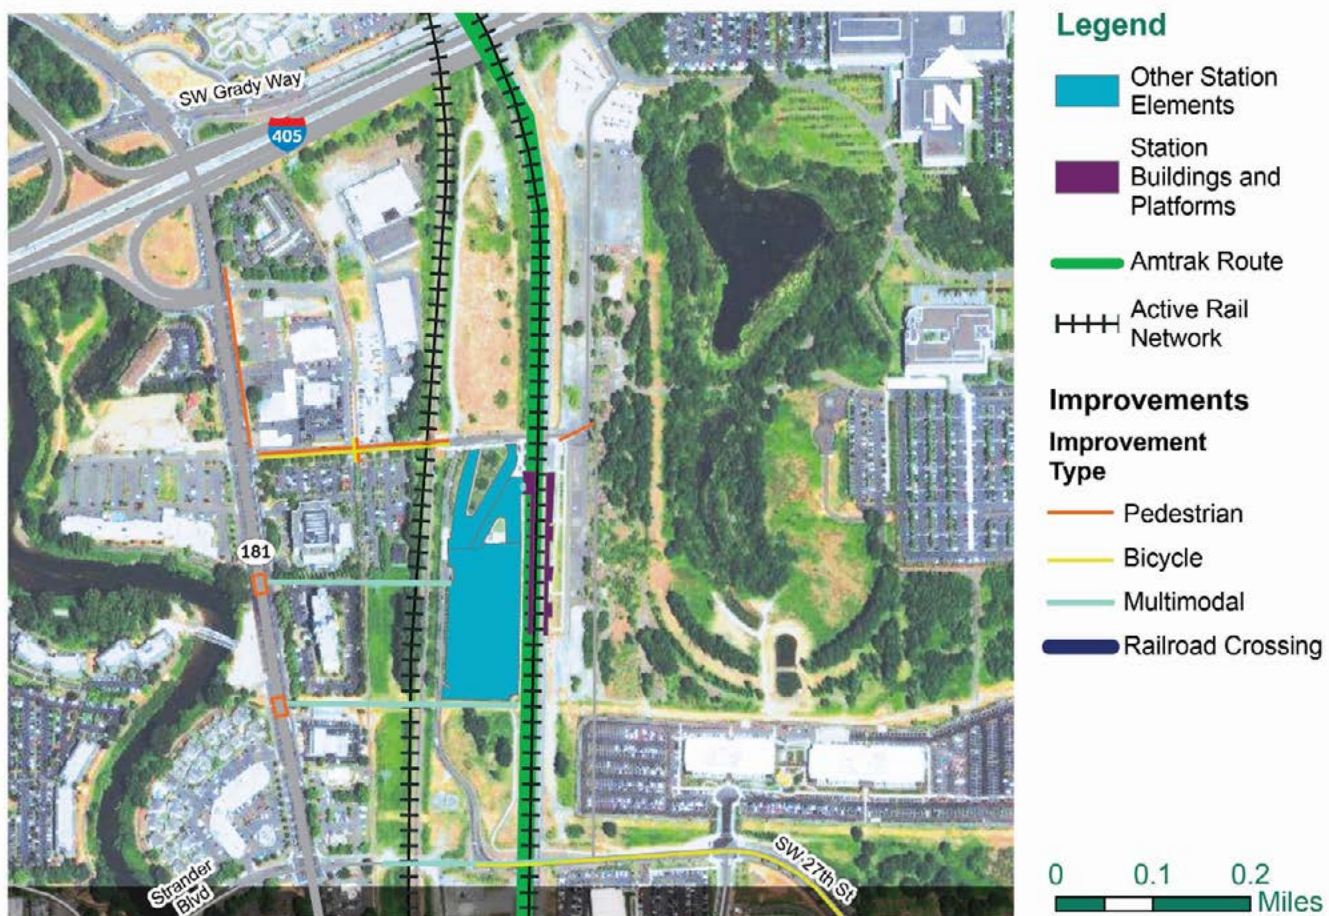 SW Grady Way
405
N
181
Strander
Blvd
SW 27th St
Legend
Other Station
Elements
Station
Buildings and
Platforms
Amtrak Route
Active Rail
Network
Improvements
Improvement
Type
Pedestrian
Bicycle
Multimodal
Railroad Crossing
0 0.1 0.2
Miles